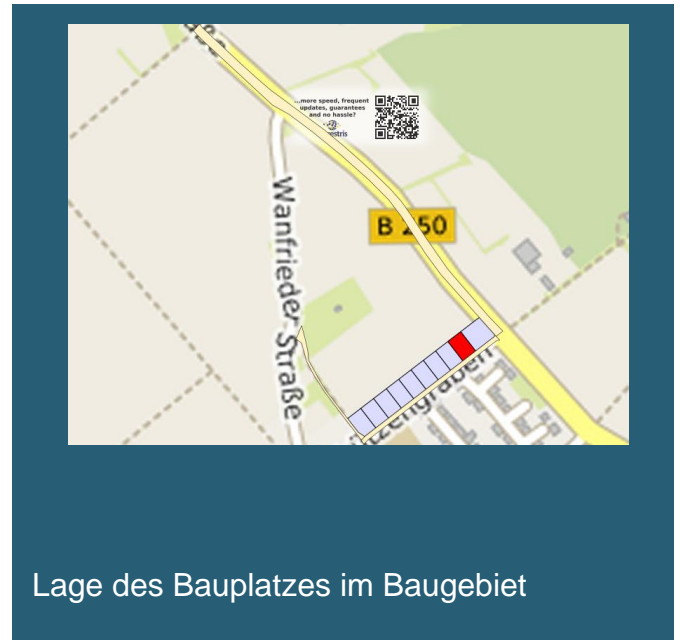 ...more speed, frequent
updates, guarantees
and no hassle?
B 250
Wanfrieder Straße
Lage des Bauplatzes im Baugebiet